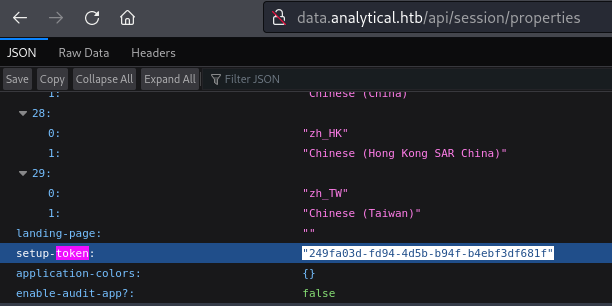 data.analytical.htb/api/session/properties
JSON Raw Data Headers
Save Copy Collapse All Expand All Filter JSON
1: "Chinese (China)"
28:
0: "zh_HK"
1: "Chinese (Hong Kong SAR China)"
29:
0: "zh_TW"
1: "Chinese (Taiwan)"
landing-page: ""
setup-token: "249fa03d-fd94-4d5b-b94f-b4ebf3df681f"
application-colors: {}
enable-audit-app?: false